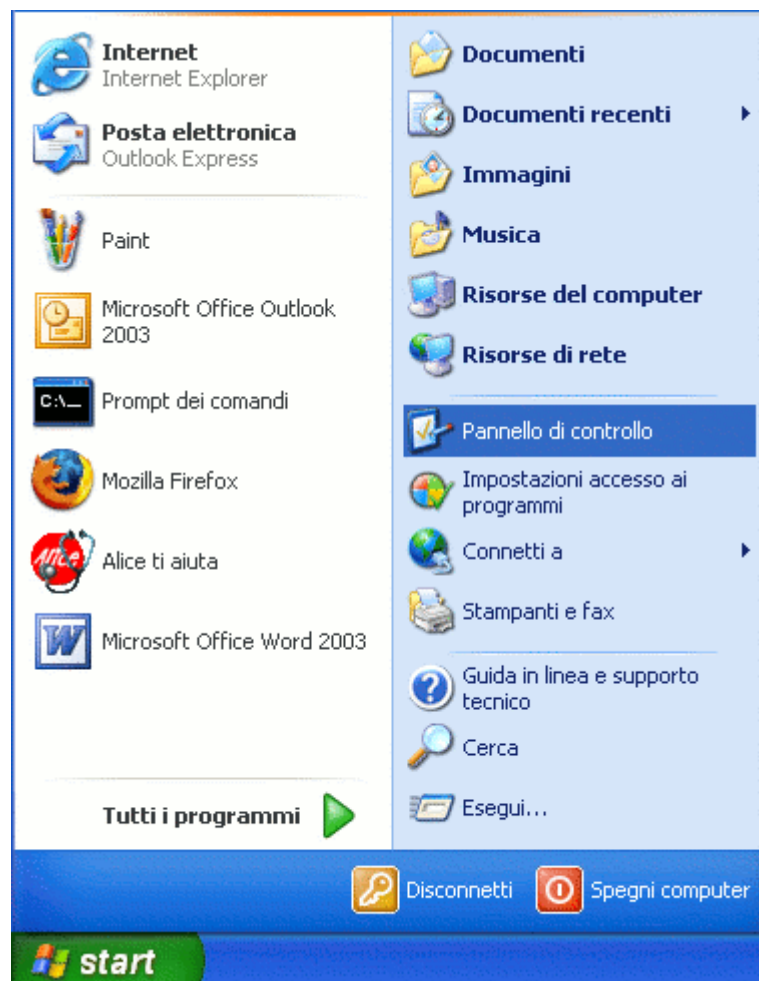 Internet
Internet Explorer
Posta elettronica
Outlook Express
Paint
Microsoft Office Outlook
2003
C:\_
Prompt dei comandi
Mozilla Firefox
Alice
Alice ti aiuta
W
Microsoft Office Word 2003
Tutti i programmi
Documenti
Documenti recenti
Immagini
Musica
Risorse del computer
Risorse di rete
Pannello di controllo
Impostazioni accesso ai
programmi
Connetti a
Stampanti e fax
?
Guida in linea e supporto
tecnico
Cerca
Esegui...
Disconnetti
Spegni computer
start